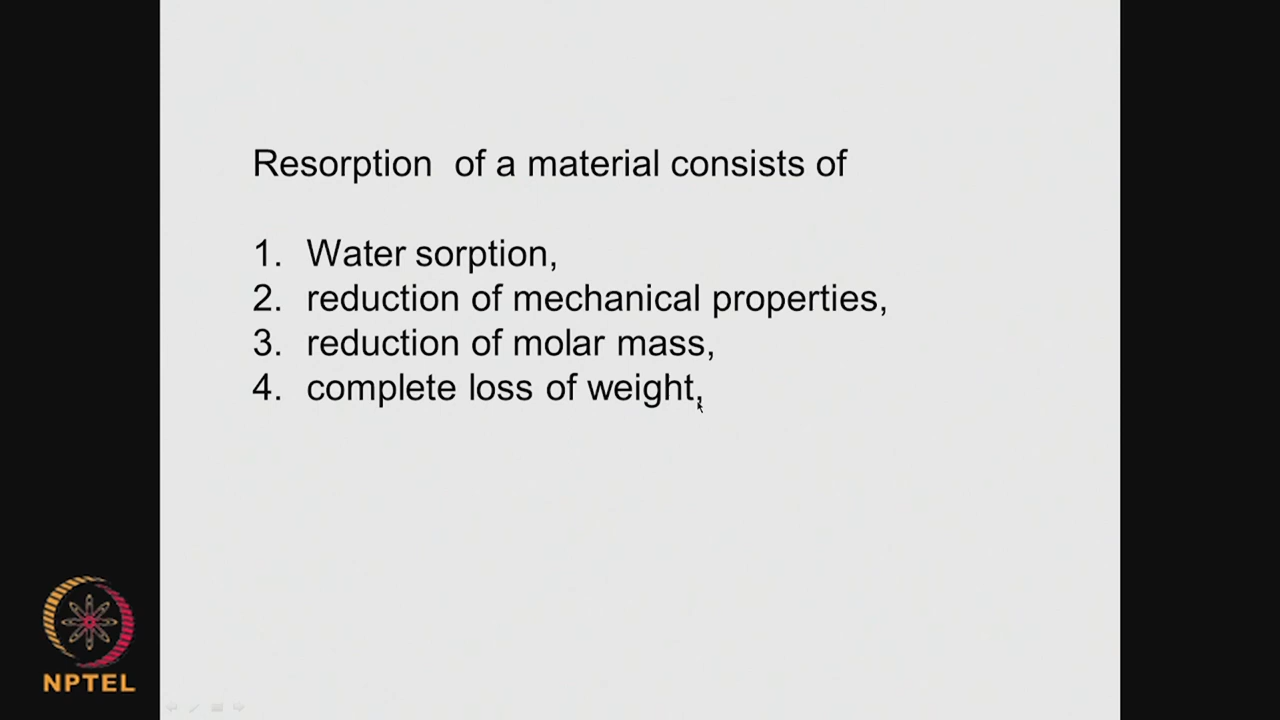 Resorption of a material consists of
1. Water sorption,
2. reduction of mechanical properties,
3. reduction of molar mass,
4. complete loss of weight,
NPTEL